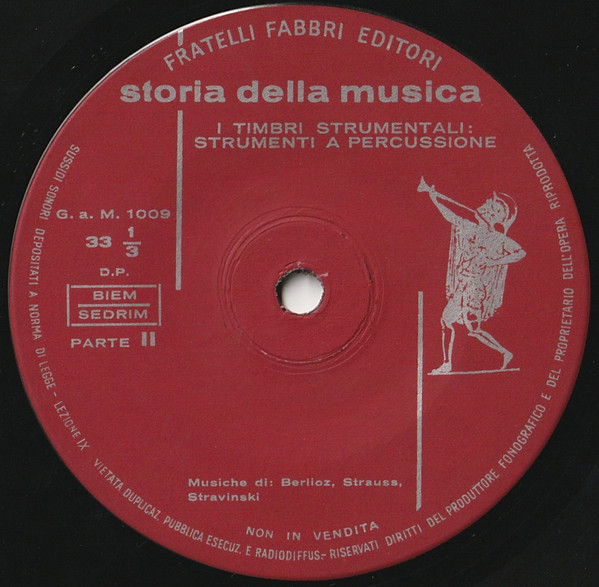 FRATELLI FABBRI EDITORI
storia della musica
I TIMBRI STRUMENTALI:
STRUMENTI A PERCUSSIONE
G. a M. 1009
33 1/3
D.P.
BIEM
SEDRIM
PARTE II
Musiche di: Berlioz, Strauss,
Stravinski
NON IN VENDITA
SUSSIDI SONORI DEPOSITATI A NORMA DI LEGGE - LEZIONE IX VIETATA DUPLICAZ. PUBBLICA ESECUZ. E RADIODIFFUS.- RISERVATI DIRITTI DEL PRODUTTORE FONOGRAFICO E DEL PROPRIETARIO DELL'OPERA RIPRODOTTA